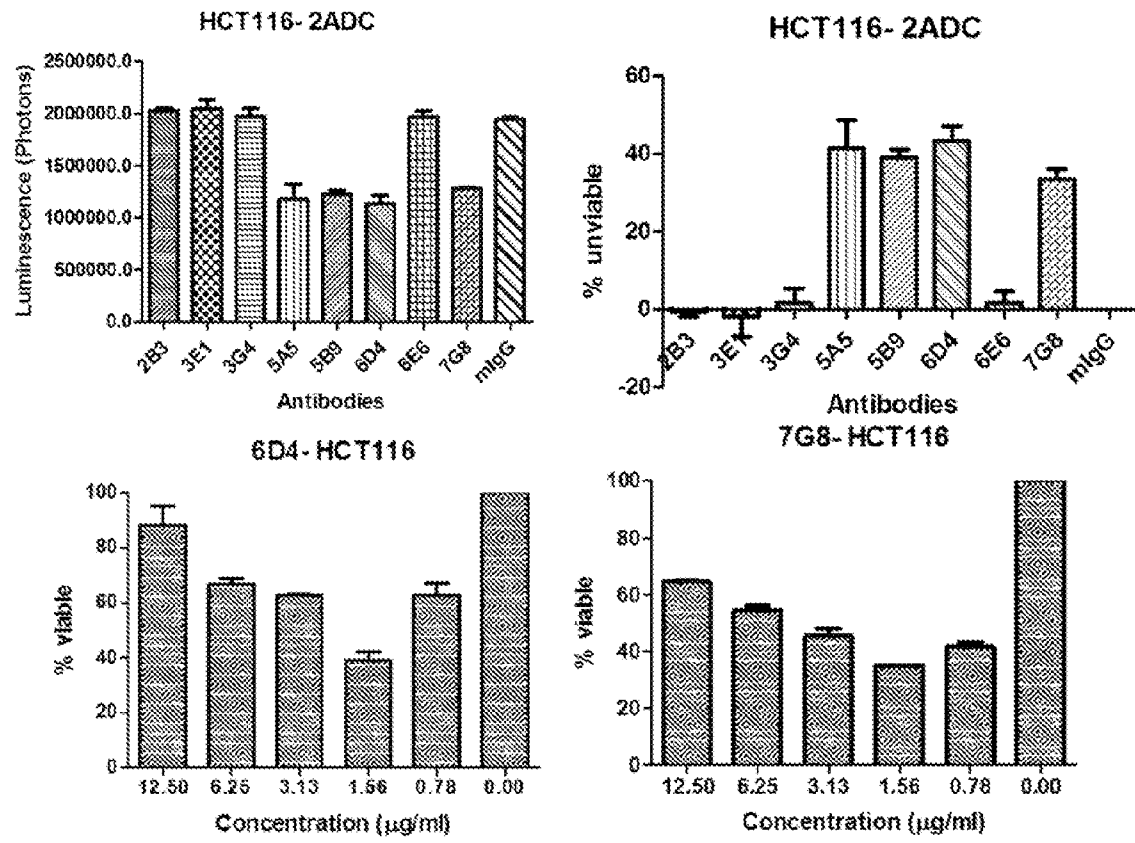 HCT116- 2ADC
Luminescence (Photons)
2500000.0
2000000.0
1500000.0
1000000.0
500000.0
0.0
2B3 3E1 3G4 5A5 5B9 6D4 6E6 7G8 mIgG
Antibodies
HCT116- 2ADC
% unviable
60
40
20
0
-20
2B3 3E1 3G4 5A5 5B9 6D4 6E6 7G8 mIgG
Antibodies
6D4- HCT116
% viable
100
80
60
40
20
0
12.50 6.25 3.13 1.56 0.78 0.00
Concentration (μg/ml)
7G8- HCT116
% viable
100
80
60
40
20
0
12.50 6.25 3.13 1.56 0.78 0.00
Concentration (μg/ml)